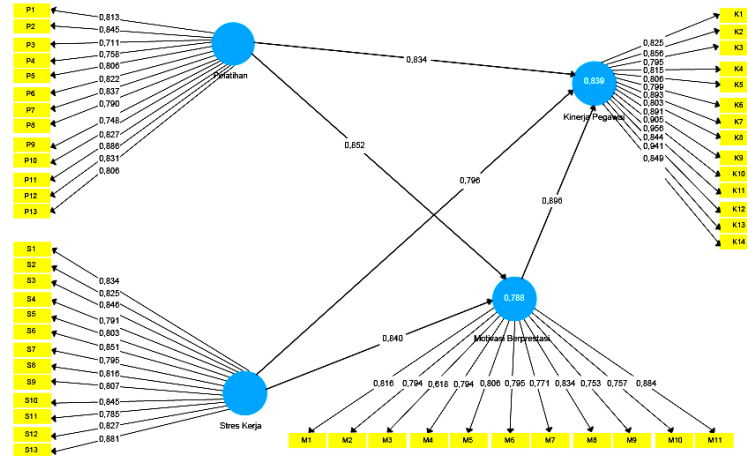 P1
P2
P3
P4
P5
P6
P7
P8
P9
P10
P11
P12
P13
0,813
0,845
0,711
0,758
0,806
0,822
0,837
0,790
0,748
0,827
0,886
0,831
0,806
Pelatihan
0,834
0,852
0,796
0,896
0,840
0,839
Kinerja Pegawai
0,825
0,856
0,795
0,815
0,806
0,799
0,893
0,803
0,891
0,905
0,956
0,844
0,941
0,849
K1
K2
K3
K4
K5
K6
K7
K8
K9
K10
K11
K12
K13
K14
S1
S2
S3
S4
S5
S6
S7
S8
S9
S10
S11
S12
S13
0,834
0,825
0,846
0,791
0,803
0,851
0,795
0,816
0,807
0,845
0,785
0,827
0,881
Stres Kerja
0,788
Motivasi Berprestasi
0,816
0,794
0,618
0,794
0,806
0,795
0,771
0,834
0,753
0,757
0,884
M1
M2
M3
M4
M5
M6
M7
M8
M9
M10
M11